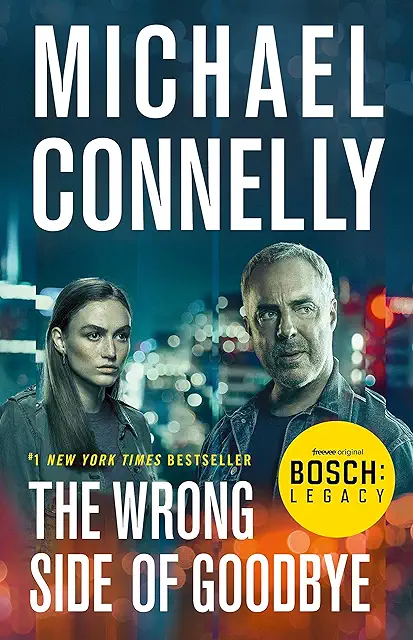 MICHAEL
CONNELLY
#1 NEW YORK TIMES BESTSELLER
freevee original
BOSCH:
LEGACY
THE WRONG
SIDE OF GOODBYE